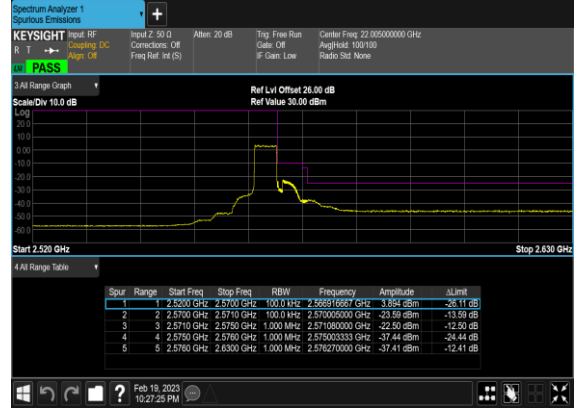 Spectrum Analyzer 1
Spurious Emissions
KEYSIGHT Input: RF Input Z: 50 Ω Atten: 20 dB Trig: Free Run Center Freq: 22.005000000 GHz
R T Coupling: DC Corrections: Off Gate: Off Avg|Hold: 100/100
Align: Off Freq Ref: Int (S) IF Gain: Low Radio Std: None
PASS
3 All Range Graph
Ref Lvl Offset 26.00 dB
Scale/Div 10.0 dB Ref Value 30.00 dBm
Log
20.0
10.0
0.00
-10.0
-20.0
-30.0
-40.0
-50.0
-60.0
Start 2.520 GHz Stop 2.630 GHz
4 All Range Table
Spur Range Start Freq Stop Freq RBW Frequency Amplitude ΔLimit
1 1 2.5200 GHz 2.5700 GHz 100.0 kHz 2.566916667 GHz 3.894 dBm -26.11 dB
2 2 2.5700 GHz 2.5710 GHz 100.0 kHz 2.570005000 GHz -23.59 dBm -13.59 dB
3 3 2.5710 GHz 2.5750 GHz 1.000 MHz 2.571080000 GHz -22.50 dBm -12.50 dB
4 4 2.5750 GHz 2.5760 GHz 1.000 MHz 2.575003333 GHz -37.44 dBm -24.44 dB
5 5 2.5760 GHz 2.6300 GHz 1.000 MHz 2.576270000 GHz -37.41 dBm -12.41 dB
Feb 19, 2023
10:27:25 PM